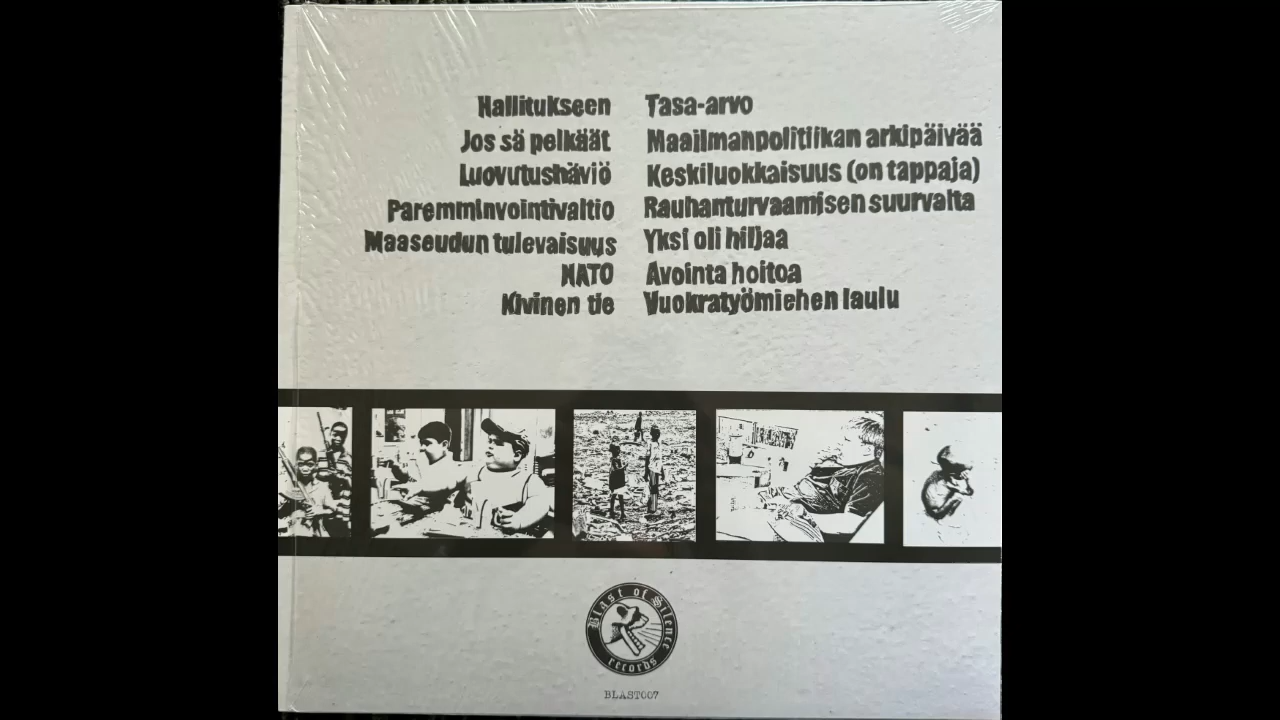 Hallitukseen
Jos sä pelkäät
Luovutushäviö
Paremminvointivaltio
Maaseudun tulevaisuus
NATO
Kivinen tie
Tasa-arvo
Maailmanpolitiikan arkipäivää
Keskiluokkaisuus (on tappaja)
Rauhanturvaamisen suurvalta
Yksi oli hiljaa
Avointa hoitoa
Vuokratyömiehen laulu
Blast of Silence
records
BLAST007